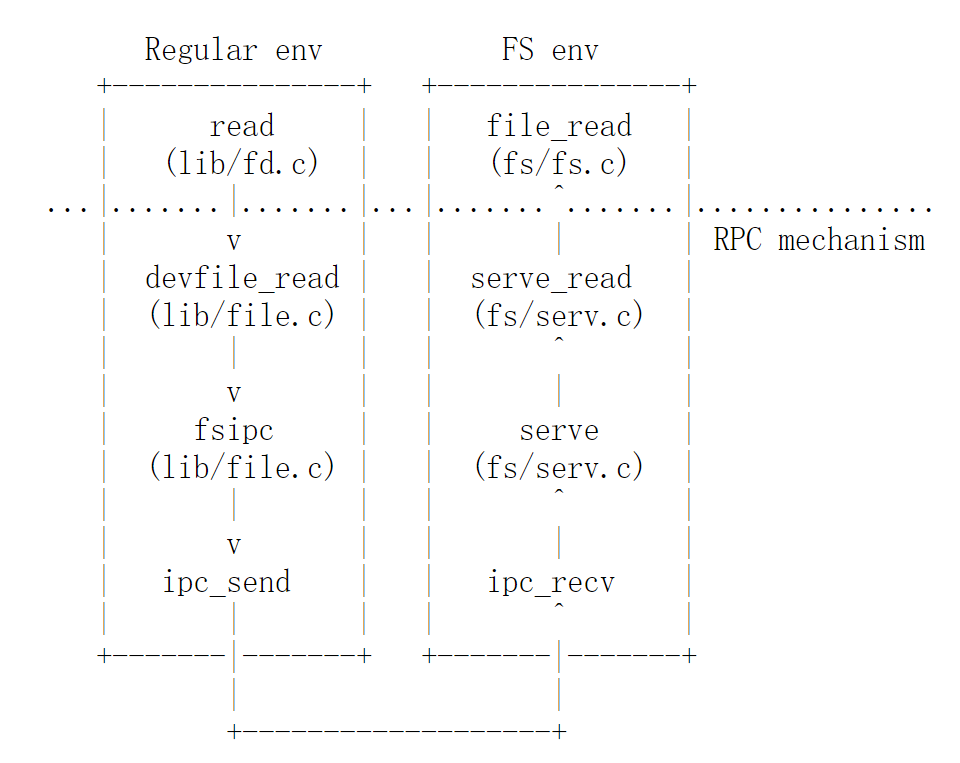 Regular env FS env
read file_read
(lib/fd.c) (fs/fs.c)
RPC mechanism
devfile_read serve_read
(lib/file.c) (fs/serv.c)
fsipc serve
(lib/file.c) (fs/serv.c)
ipc_send ipc_recv